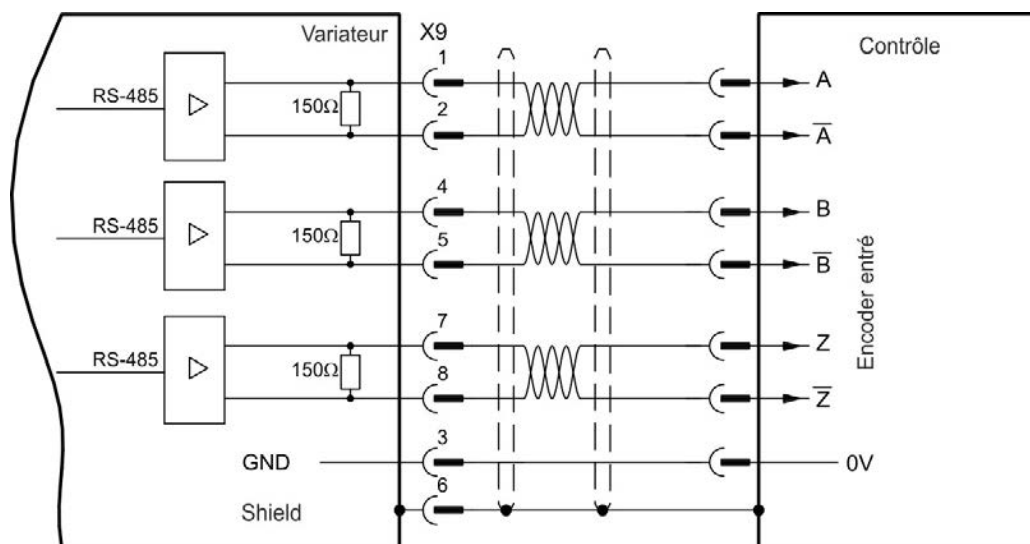 Variateur X9 Contrôle
1
RS-485 150Ω A
2
A̅
4
RS-485 150Ω B
5
B̅
7
RS-485 150Ω Z
8
Z̅
Encoder entré
3
GND 0V
6
Shield